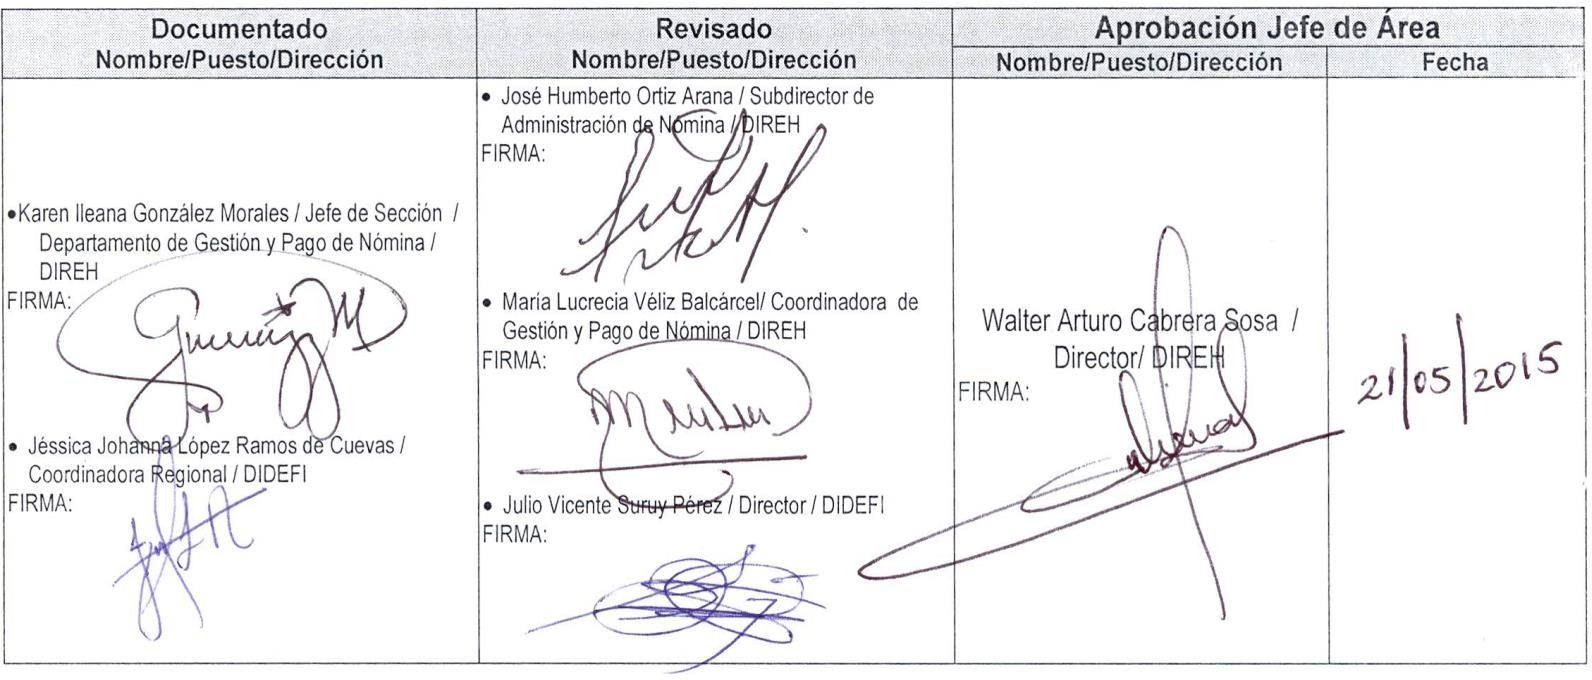 Documentado
Nombre/Puesto/Dirección
Revisado
Nombre/Puesto/Dirección
Aprobación Jefe de Área
Nombre/Puesto/Dirección
Fecha
•Karen Ileana González Morales / Jefe de Sección /
Departamento de Gestión y Pago de Nómina /
DIREH
FIRMA:
• Jéssica Johanna López Ramos de Cuevas /
Coordinadora Regional / DIDEFI
FIRMA:
• José Humberto Ortiz Arana / Subdirector de
Administración de Nómina / DIREH
FIRMA:
• María Lucrecia Véliz Balcárcel/ Coordinadora de
Gestión y Pago de Nómina / DIREH
FIRMA:
• Julio Vicente Suruy Pérez / Director / DIDEFI
FIRMA:
Walter Arturo Cabrera Sosa /
Director/ DIREH
FIRMA:
21/05/2015